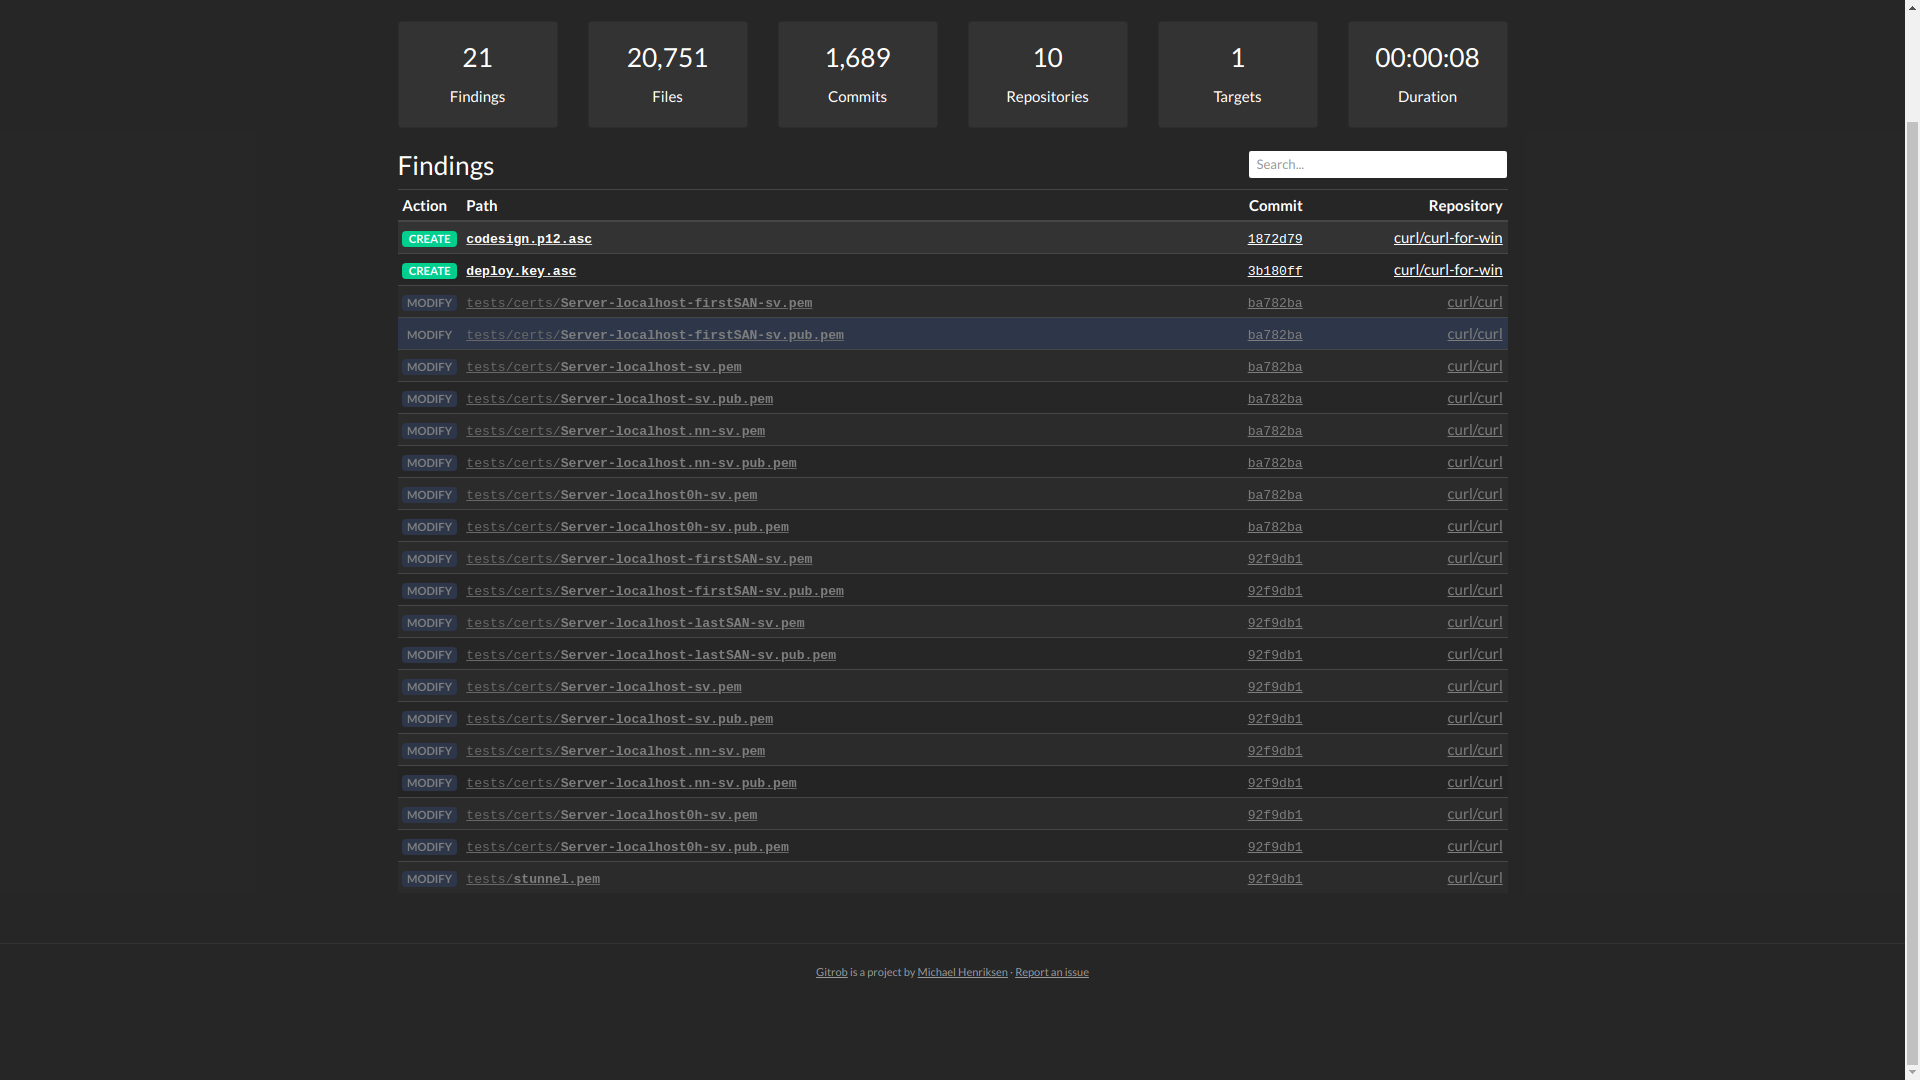 21 20,751 1,689 10 1 00:00:08
Findings Files Commits Repositories Targets Duration
Findings Search...
Action Path Commit Repository
CREATE codesign.p12.asc 1872d79 curl/curl-for-win
CREATE deploy.key.asc 3b180ff curl/curl-for-win
MODIFY tests/certs/Server-localhost-firstSAN-sv.pem ba782ba curl/curl
MODIFY tests/certs/Server-localhost-firstSAN-sv.pub.pem ba782ba curl/curl
MODIFY tests/certs/Server-localhost-sv.pem ba782ba curl/curl
MODIFY tests/certs/Server-localhost-sv.pub.pem ba782ba curl/curl
MODIFY tests/certs/Server-localhost.nn-sv.pem ba782ba curl/curl
MODIFY tests/certs/Server-localhost.nn-sv.pub.pem ba782ba curl/curl
MODIFY tests/certs/Server-localhost0h-sv.pem ba782ba curl/curl
MODIFY tests/certs/Server-localhost0h-sv.pub.pem ba782ba curl/curl
MODIFY tests/certs/Server-localhost-firstSAN-sv.pem 92f9db1 curl/curl
MODIFY tests/certs/Server-localhost-firstSAN-sv.pub.pem 92f9db1 curl/curl
MODIFY tests/certs/Server-localhost-lastSAN-sv.pem 92f9db1 curl/curl
MODIFY tests/certs/Server-localhost-lastSAN-sv.pub.pem 92f9db1 curl/curl
MODIFY tests/certs/Server-localhost-sv.pem 92f9db1 curl/curl
MODIFY tests/certs/Server-localhost-sv.pub.pem 92f9db1 curl/curl
MODIFY tests/certs/Server-localhost.nn-sv.pem 92f9db1 curl/curl
MODIFY tests/certs/Server-localhost.nn-sv.pub.pem 92f9db1 curl/curl
MODIFY tests/certs/Server-localhost0h-sv.pem 92f9db1 curl/curl
MODIFY tests/certs/Server-localhost0h-sv.pub.pem 92f9db1 curl/curl
MODIFY tests/stunnel.pem 92f9db1 curl/curl
Gitrob is a project by Michael Henriksen · Report an issue